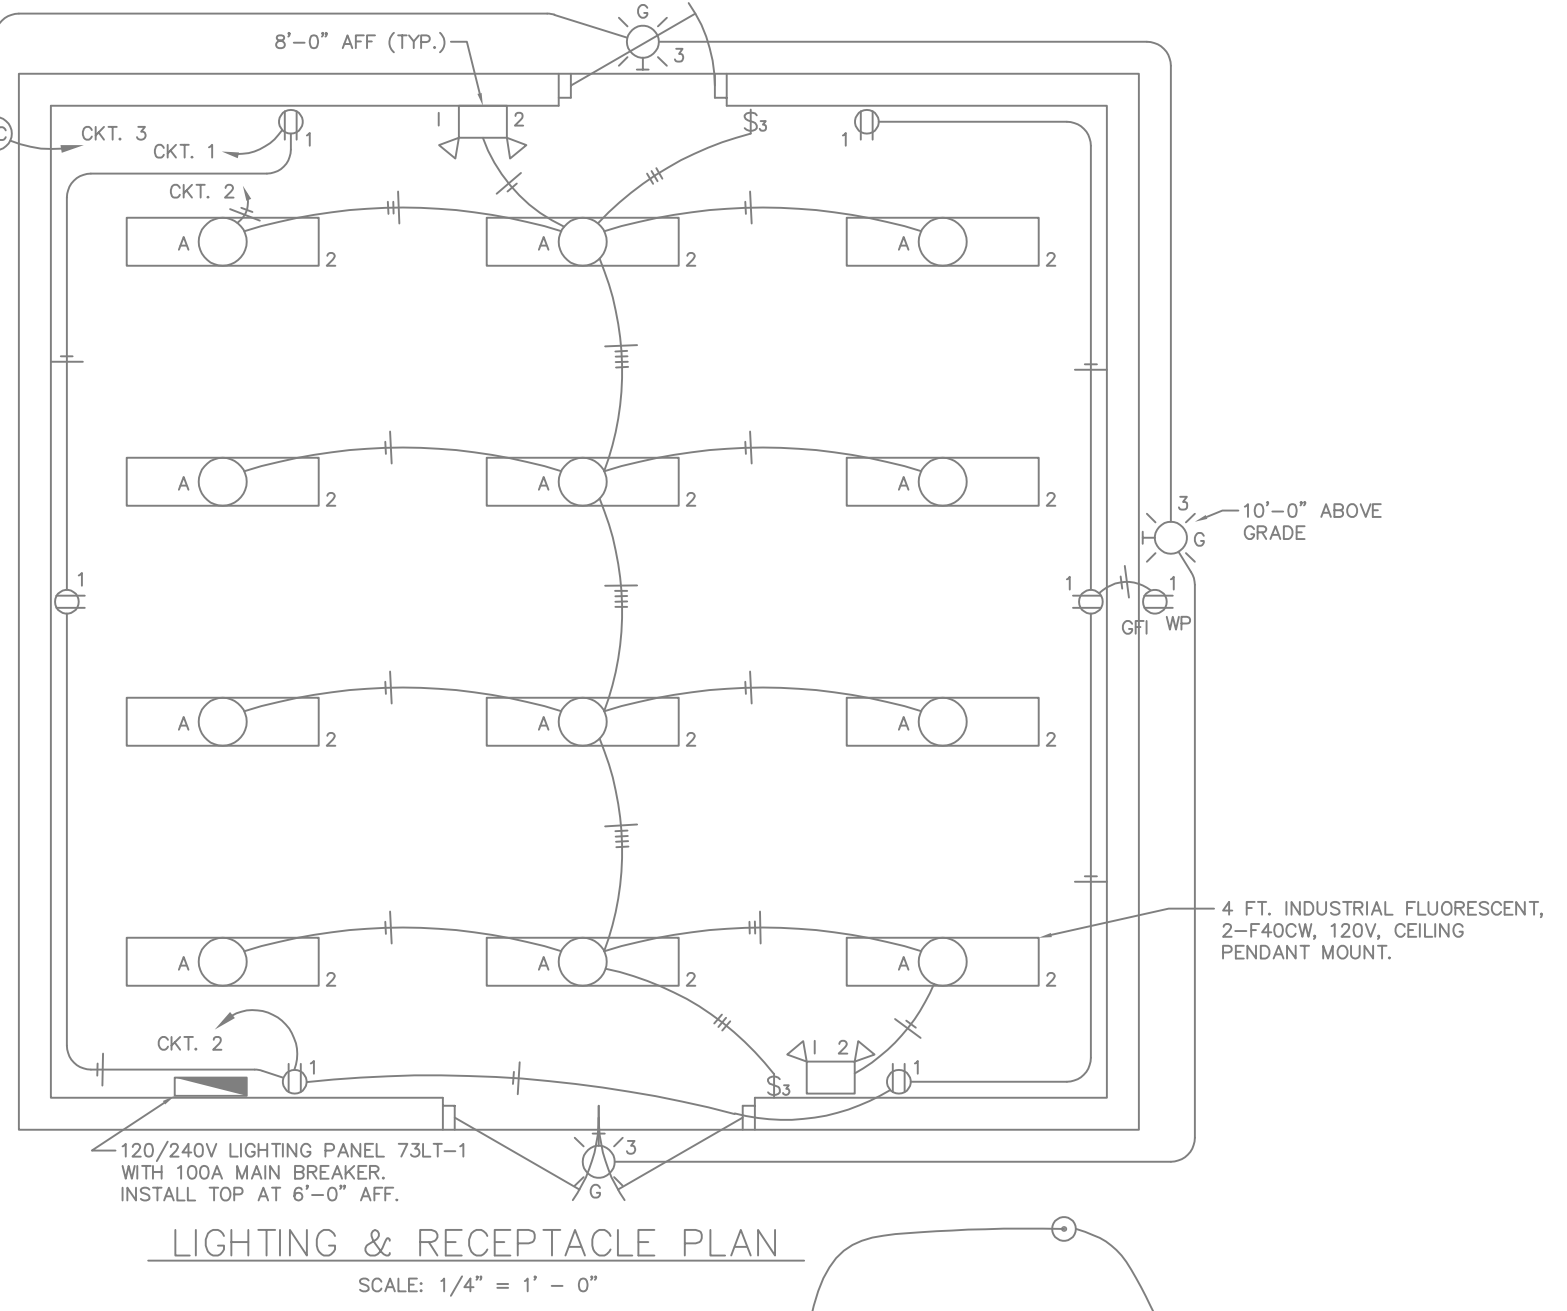 G
8'-0" AFF (TYP.)
3
C
CKT. 3
1
1 2
$3
1
CKT. 1
CKT. 2
A 2
A 2
A 2
A 2
A 2
A 2
3
10'-0" ABOVE
GRADE
G
1
1
1
GFI
WP
A 2
A 2
A 2
4 FT. INDUSTRIAL FLUORESCENT,
2-F40CW, 120V, CEILING
PENDANT MOUNT.
A 2
A 2
A 2
CKT. 2
1
1 2
1
$3
120/240V LIGHTING PANEL 73LT-1
WITH 100A MAIN BREAKER.
INSTALL TOP AT 6'-0" AFF.
3
G
LIGHTING & RECEPTACLE PLAN
SCALE: 1/4" = 1' - 0"